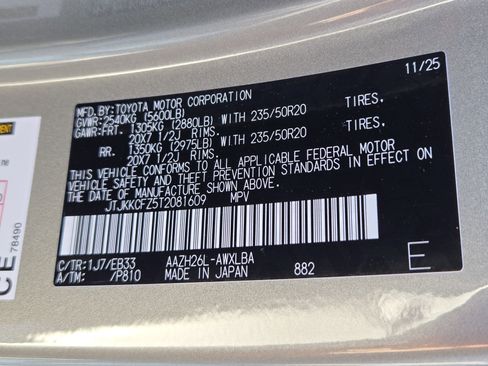 11/25
MFD.BY:TOYOTA MOTOR CORPORATION
GVWR:2540KG (5600LB)
GAWR:FRT. 1305KG (2880LB) WITH 235/50R20 TIRES,
20X7 1/2J RIMS.
RR. 1350KG (2975LB) WITH 235/50R20 TIRES,
20X7 1/2J RIMS.
THIS VEHICLE CONFORMS TO ALL APPLICABLE FEDERAL MOTOR
VEHICLE SAFETY AND THEFT PREVENTION STANDARDS IN EFFECT ON
THE DATE OF MANUFACTURE SHOWN ABOVE.
JTJKKCFZ5T2081609 MPV
C/TR:1J7/EB33 AAZH26L-AWXLBA
A/TM: /P810 MADE IN JAPAN 882 E
CE 78490